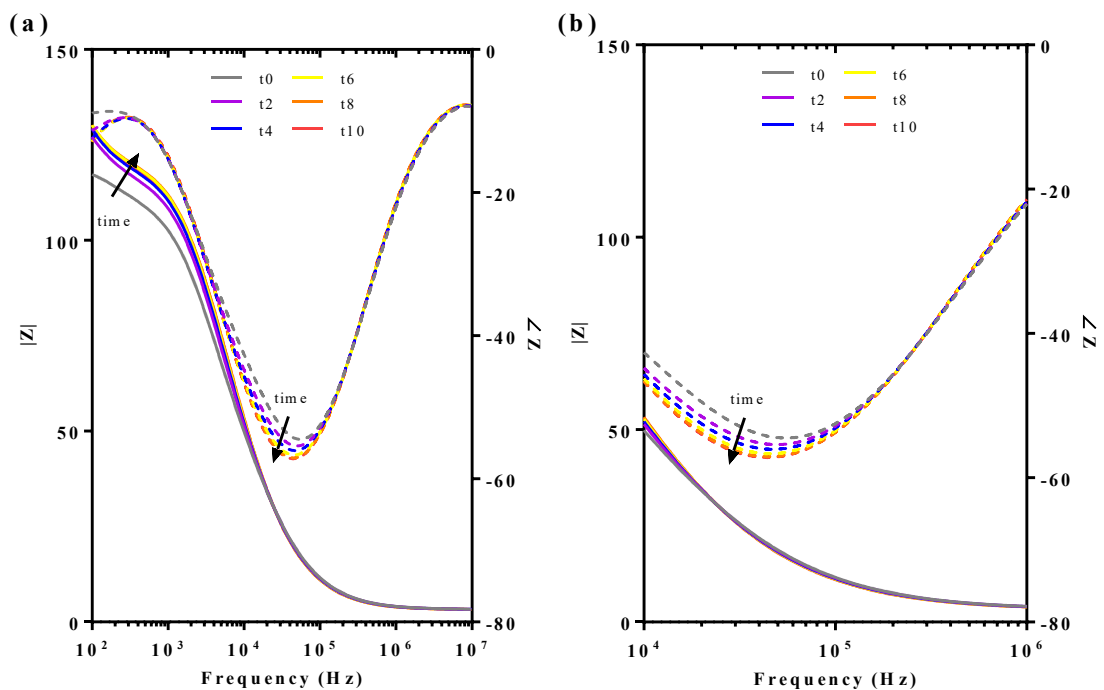 (a)
150
100
50
0
|Z|
0
-20
-40
-60
-80
∠Z
t0
t2
t4
t6
t8
t10
time
time
10² 10³ 10⁴ 10⁵ 10⁶ 10⁷
Frequency (Hz)
(b)
150
100
50
0
|Z|
0
-20
-40
-60
-80
∠Z
t0
t2
t4
t6
t8
t10
time
10⁴ 10⁵ 10⁶
Frequency (Hz)